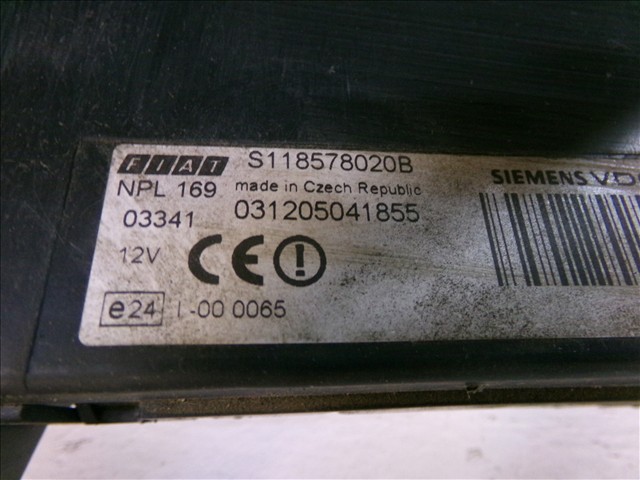 FIAT S118578020B
NPL 169 made in Czech Republic
03341 031205041855
12V CE
e24 I-00 0065
SIEMENS VD